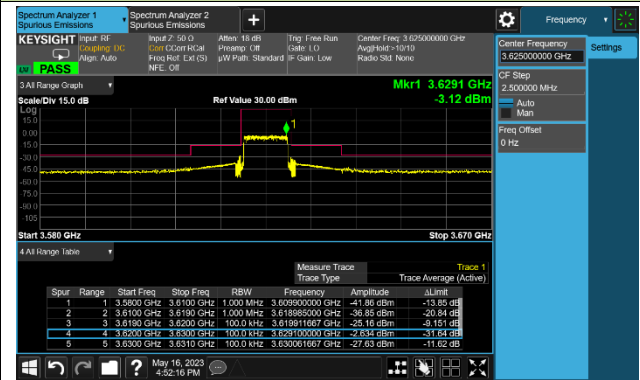 Spectrum Analyzer 1
Spurious Emissions
Spectrum Analyzer 2
Spurious Emissions
Frequency
KEYSIGHT
Input: RF
Coupling: DC
Align: Auto
Input Z: 50 Ω
Corr CCorr RCal
Freq Ref: Ext (S)
NFE: Off
Atten: 18 dB
Preamp: Off
µW Path: Standard
Trig: Free Run
Gate: LO
IF Gain: Low
Center Freq: 3.625000000 GHz
Avg|Hold:>10/10
Radio Std: None
PASS
Center Frequency
3.625000000 GHz
Settings
CF Step
2.500000 MHz
Auto
Man
Freq Offset
0 Hz
3 All Range Graph
Mkr1 3.6291 GHz
Scale/Div 15.0 dB
Ref Value 30.00 dBm
-3.12 dBm
Log
15.0
0.00
-15.0
-30.0
-45.0
-75.0
-90.0
-105
1
Start 3.580 GHz
Stop 3.670 GHz
4 All Range Table
Measure Trace
Trace 1
Trace Type
Trace Average (Active)
Spur Range Start Freq Stop Freq RBW Frequency Amplitude ΔLimit
1 1 3.5800 GHz 3.6100 GHz 1.000 MHz 3.609900000 GHz -41.86 dBm -13.85 dB
2 2 3.6100 GHz 3.6190 GHz 1.000 MHz 3.618985000 GHz -36.85 dBm -20.84 dB
3 3 3.6190 GHz 3.6200 GHz 100.0 kHz 3.619911667 GHz -25.16 dBm -9.151 dB
4 4 3.6200 GHz 3.6300 GHz 100.0 kHz 3.629100000 GHz -2.634 dBm -31.64 dB
5 5 3.6300 GHz 3.6310 GHz 100.0 kHz 3.630061667 GHz -27.63 dBm -11.62 dB
May 16, 2023
4:52:16 PM